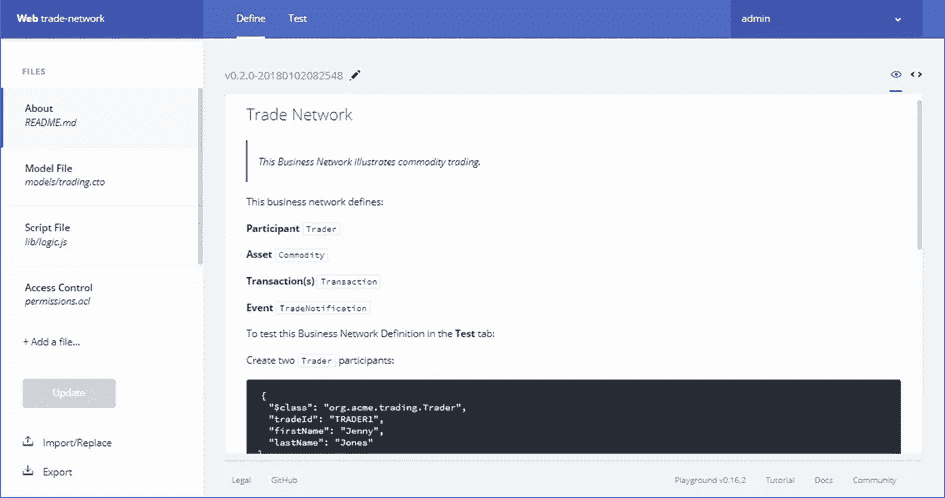 Web trade-network
Define
Test
admin
FILES
About
README.md
Model File
models/trading.cto
Script File
lib/logic.js
Access Control
permissions.acl
+ Add a file...
Update
Import/Replace
Export
v0.2.0-20180102082548
Trade Network
This Business Network illustrates commodity trading.
This business network defines:
Participant Trader
Asset Commodity
Transaction(s) Transaction
Event TradeNotification
To test this Business Network Definition in the Test tab:
Create two Trader participants:
{
"$class": "org.acme.trading.Trader",
"tradeId": "TRADER1",
"firstName": "Jenny",
"lastName": "Jones"
Legal
GitHub
Playground v0.16.2
Tutorial
Docs
Community